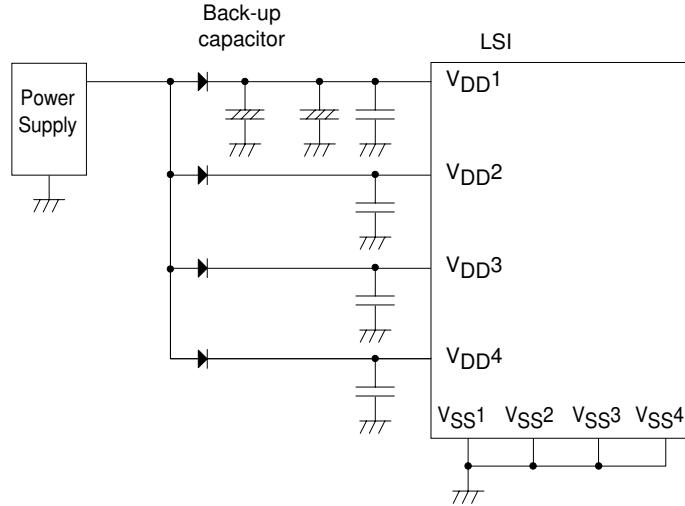 Back-up
capacitor
LSI
Power
Supply
VDD1
VDD2
VDD3
VDD4
VSS1 VSS2 VSS3 VSS4